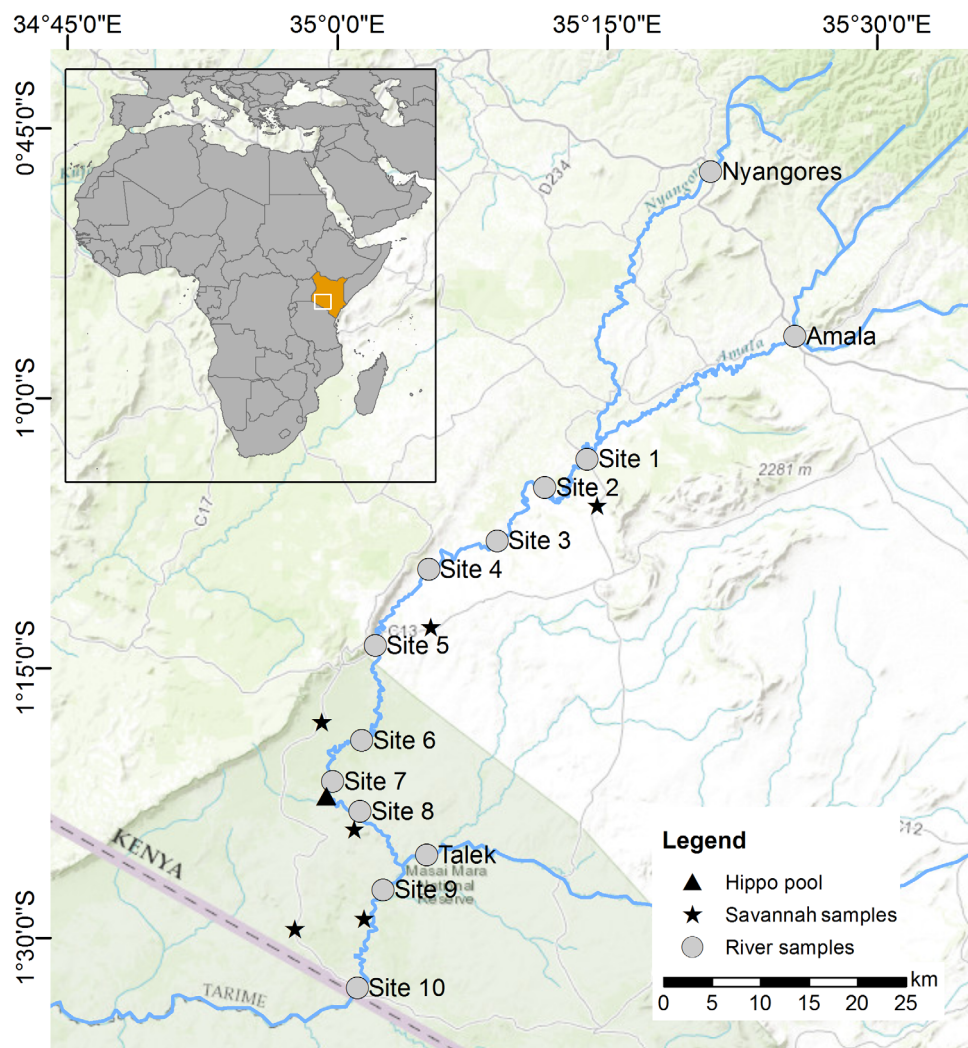 34°45'0"E
35°0'0"E
35°15'0"E
35°30'0"E
0°45'0"S
1°0'0"S
1°15'0"S
1°30'0"S
D234
Nyangores
Nyangor
Amala
Amala
Site 1
2281 m
Site 2
C17
Site 3
Site 4
C13
Site 5
Site 6
Site 7
Site 8
KENYA
Talek
Masai Mara
National
Reserve
Site 9
Site 10
TARIME
C12
Legend
Hippo pool
Savannah samples
River samples
km
0 5 10 15 20 25